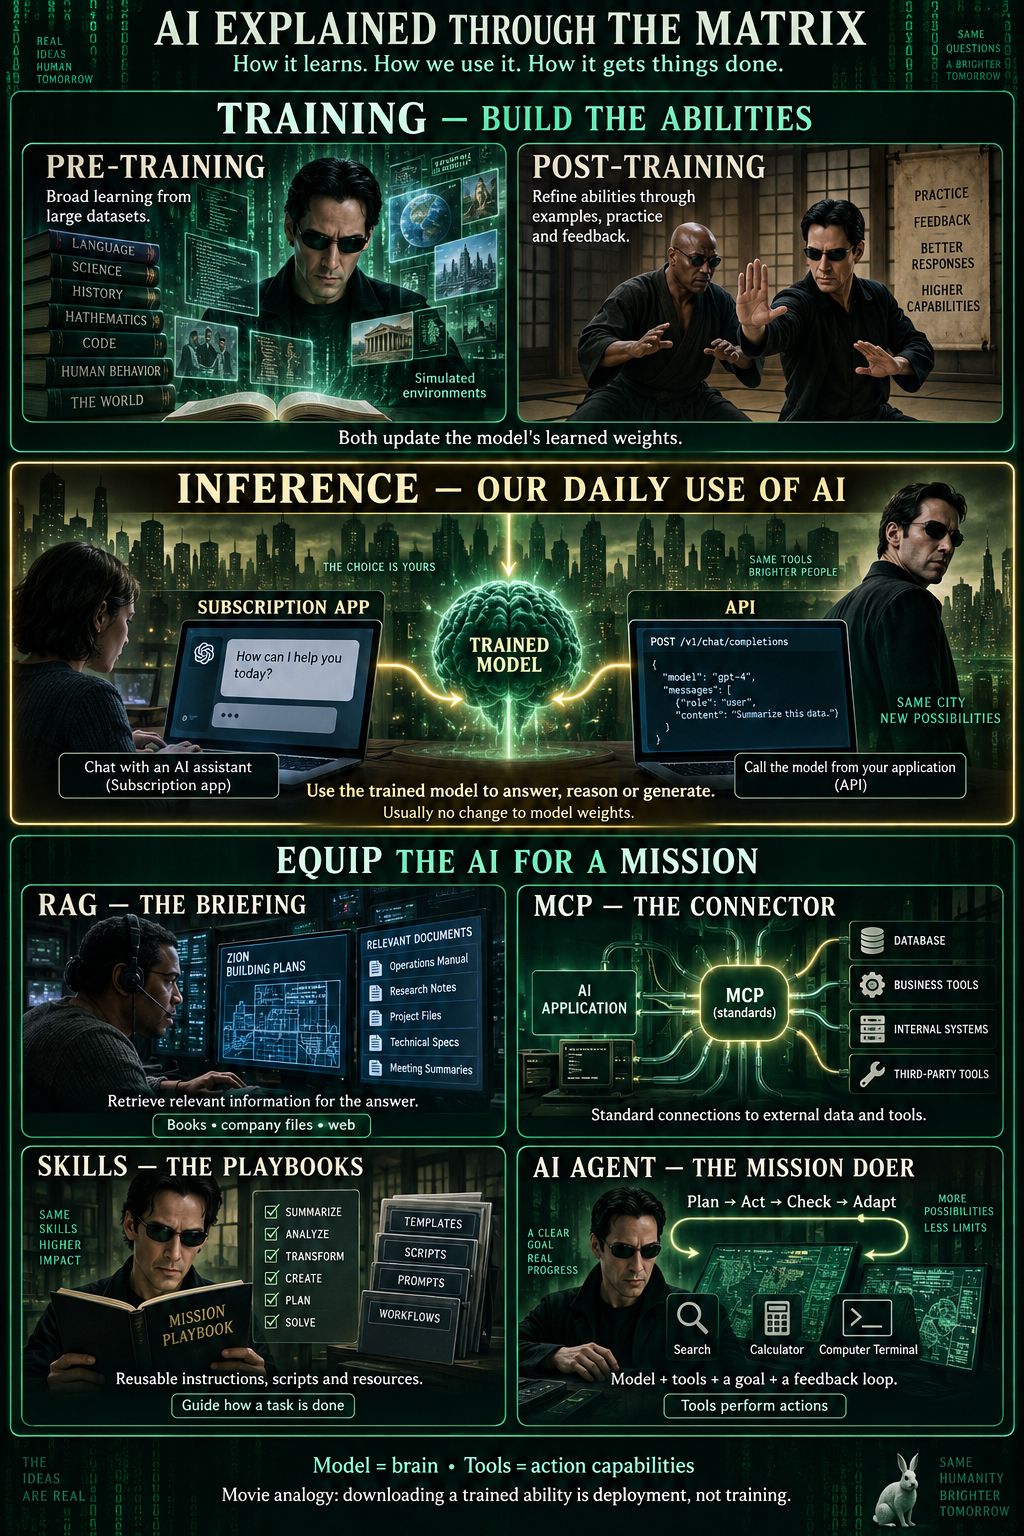 AI EXPLAINED THROUGH THE MATRIX
How it learns. How we use it. How it gets things done.
REAL
IDEAS
HUMAN
TOMORROW
SAME
QUESTIONS
A BRIGHTER
TOMORROW
TRAINING — BUILD THE ABILITIES
PRE-TRAINING
Broad learning from
large datasets.
LANGUAGE
SCIENCE
HISTORY
HATHEMATICS
CODE
HUMAN BEHAVIOR
THE WORLD
Simulated
environments
POST-TRAINING
Refine abilities through
examples, practice
and feedback.
PRACTICE
FEEDBACK
BETTER
RESPONSES
HIGHER
CAPABILITIES
Both update the model's learned weights.
INFERENCE — OUR DAILY USE OF AI
THE CHOICE IS YOURS
SAME TOOLS
BRIGHTER PEOPLE
SUBSCRIPTION APP
How can I help you
today?
TRAINED
MODEL
API
POST /v1/chat/completions
{
"model": "gpt-4",
"messages": [
{"role": "user",
"content": "Summarize this data."}
]
}
SAME CITY
NEW POSSIBILITIES
Chat with an AI assistant
(Subscription app)
Call the model from your application
(API)
Use the trained model to answer, reason or generate.
Usually no change to model weights.
EQUIP THE AI FOR A MISSION
RAG — THE BRIEFING
ZION
BUILDING PLANS
RELEVANT DOCUMENTS
Operations Manual
Research Notes
Project Files
Technical Specs
Meeting Summaries
Retrieve relevant information for the answer.
Books • company files • web
MCP — THE CONNECTOR
AI
APPLICATION
MCP
(standards)
DATABASE
BUSINESS TOOLS
INTERNAL SYSTEMS
THIRD-PARTY TOOLS
Standard connections to external data and tools.
SKILLS — THE PLAYBOOKS
SAME
SKILLS
HIGHER
IMPACT
MISSION
PLAYBOOK
SUMMARIZE
ANALYZE
TRANSFORM
CREATE
PLAN
SOLVE
TEMPLATES
SCRIPTS
PROMPTS
WORKFLOWS
Reusable instructions, scripts and resources.
Guide how a task is done
AI AGENT — THE MISSION DOER
Plan → Act → Check → Adapt
A CLEAR
GOAL
REAL
PROGRESS
MORE
POSSIBILITIES
LESS LIMITS
Search
Calculator
Computer Terminal
Model + tools + a goal + a feedback loop.
Tools perform actions
THE
IDEAS
ARE REAL
Model = brain • Tools = action capabilities
Movie analogy: downloading a trained ability is deployment, not training.
SAME
HUMANITY
BRIGHTER
TOMORROW